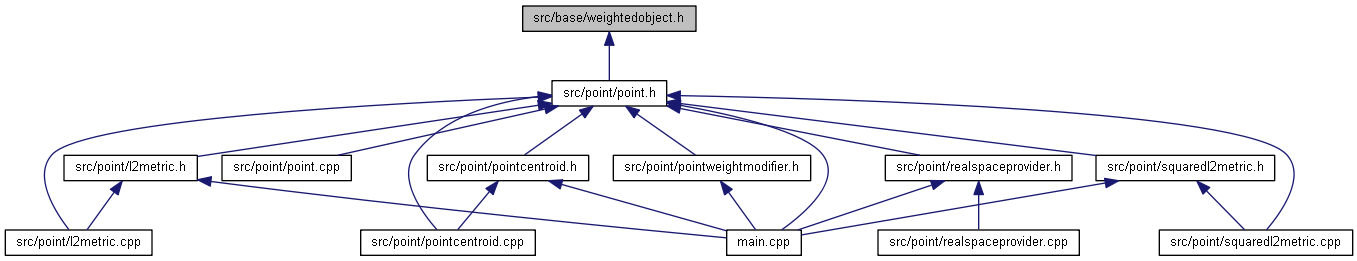 src/base/weightedobject.h
src/point/point.h
src/point/l2metric.h
src/point/point.cpp
src/point/pointcentroid.h
src/point/pointweightmodifier.h
src/point/realspaceprovider.h
src/point/squaredl2metric.h
src/point/l2metric.cpp
src/point/pointcentroid.cpp
main.cpp
src/point/realspaceprovider.cpp
src/point/squaredl2metric.cpp